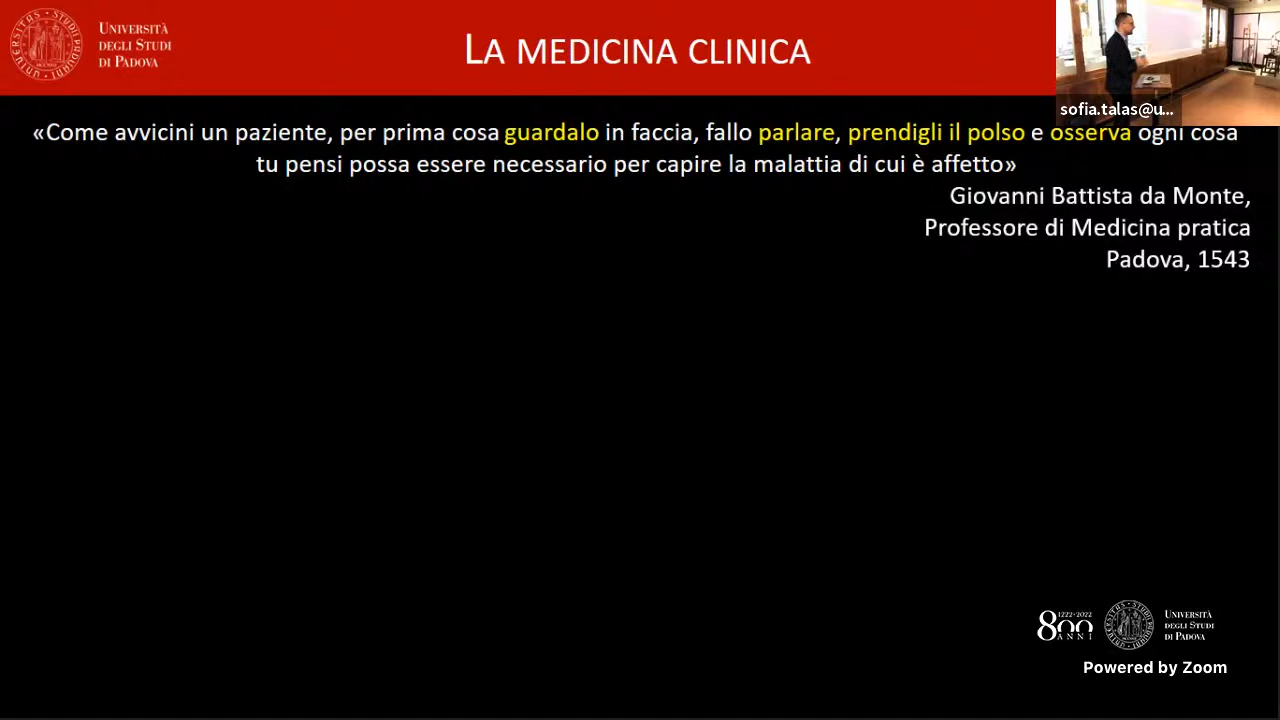 UNIVERSITÀ
DEGLI STUDI
DI PADOVA
LA MEDICINA CLINICA
sofia.talas@u...
«Come avvicini un paziente, per prima cosa guardalo in faccia, fallo parlare, prendigli il polso e osserva ogni cosa
tu pensi possa essere necessario per capire la malattia di cui è affetto»
Giovanni Battista da Monte,
Professore di Medicina pratica
Padova, 1543
1222-2022
800
ANNI
UNIVERSITÀ
DEGLI STUDI
DI PADOVA
Powered by Zoom